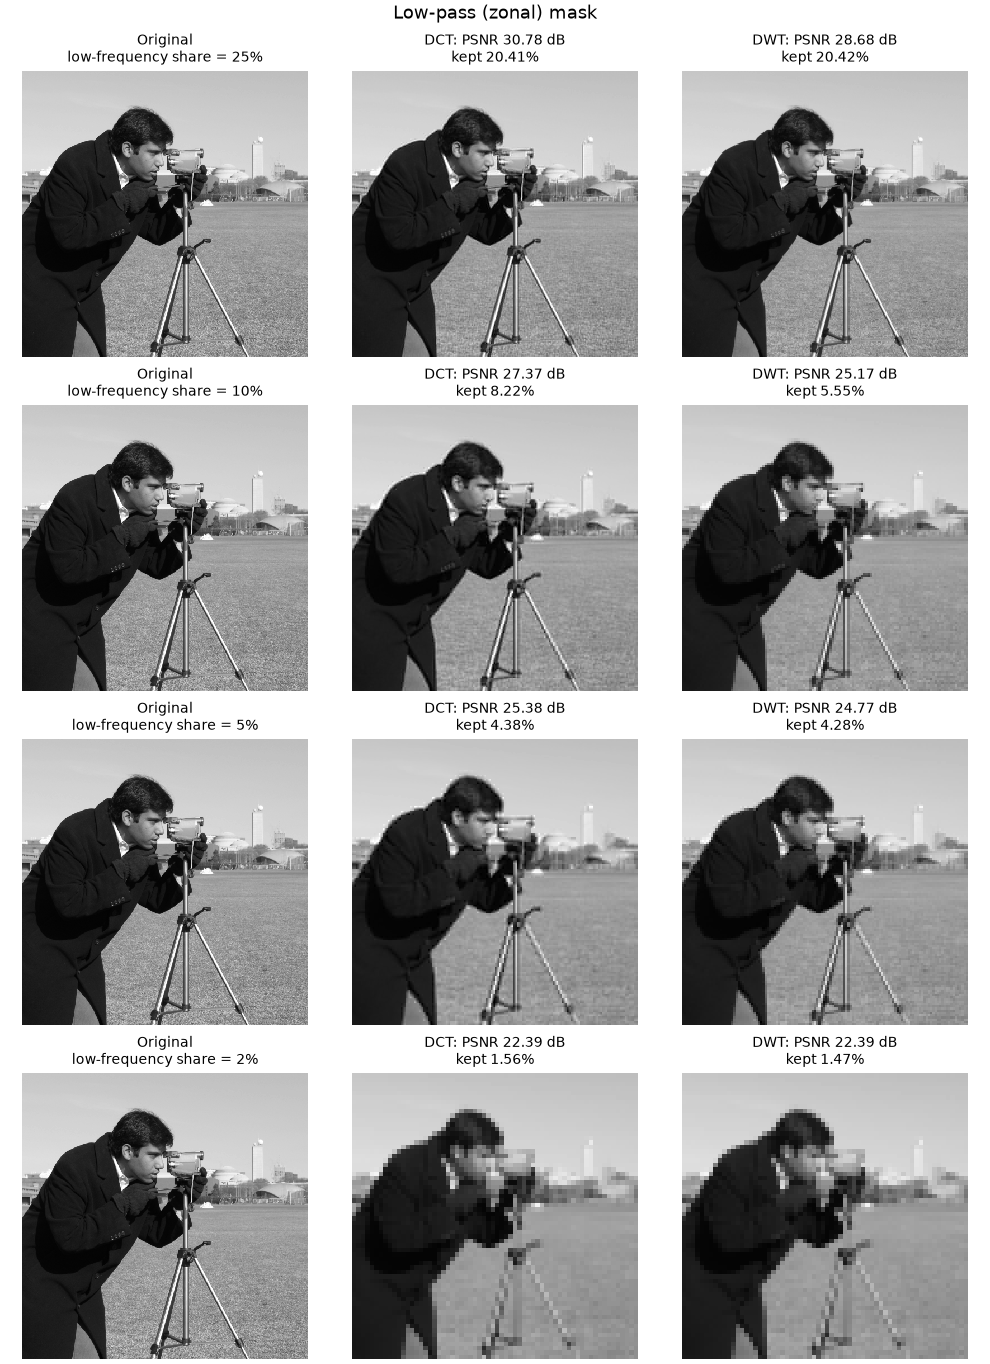 Low-pass (zonal) mask
Original
low-frequency share = 25%
DCT: PSNR 30.78 dB
kept 20.41%
DWT: PSNR 28.68 dB
kept 20.42%
Original
low-frequency share = 10%
DCT: PSNR 27.37 dB
kept 8.22%
DWT: PSNR 25.17 dB
kept 5.55%
Original
low-frequency share = 5%
DCT: PSNR 25.38 dB
kept 4.38%
DWT: PSNR 24.77 dB
kept 4.28%
Original
low-frequency share = 2%
DCT: PSNR 22.39 dB
kept 1.56%
DWT: PSNR 22.39 dB
kept 1.47%